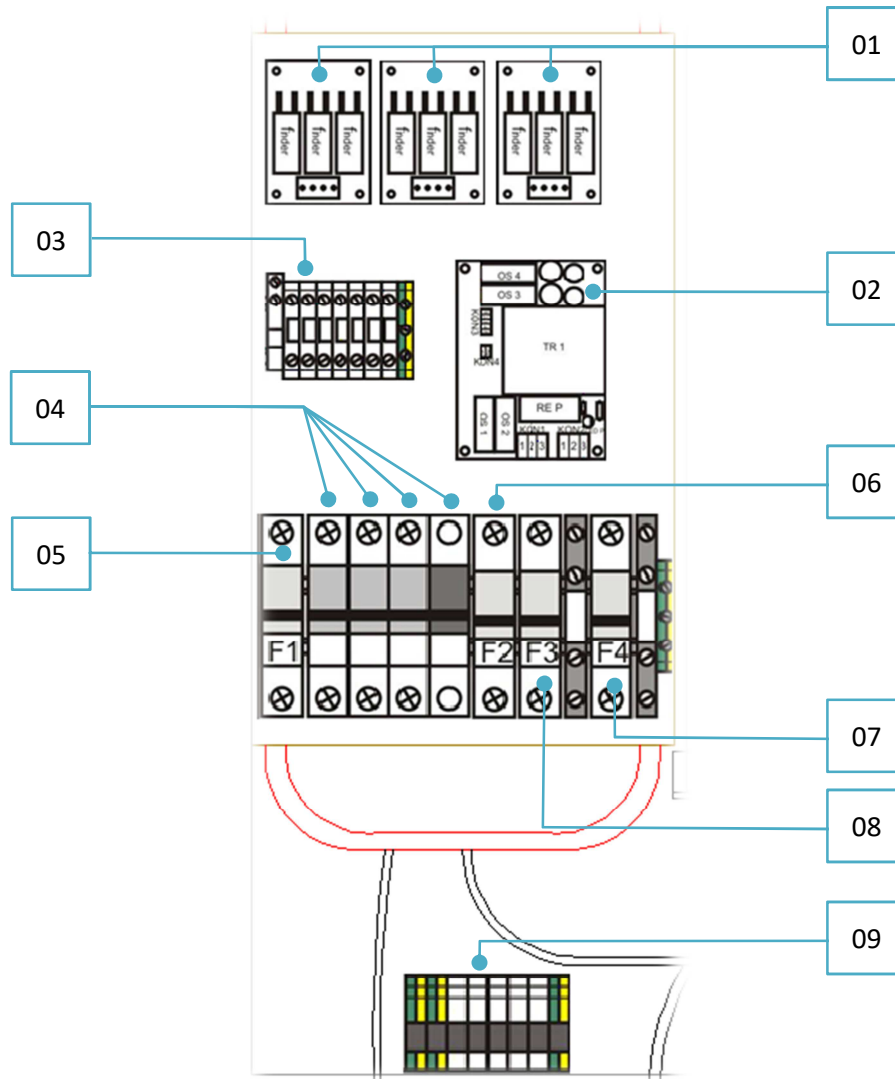 01
finder finder finder finder finder finder finder finder finder
03
02
OS 4
OS 3
KON3
TR 1
KON4
04
RE P
OS 1
OS 2
KON1
KON2
1 2 3
1 2 3
06
05
F1
F2
F3
F4
07
08
09